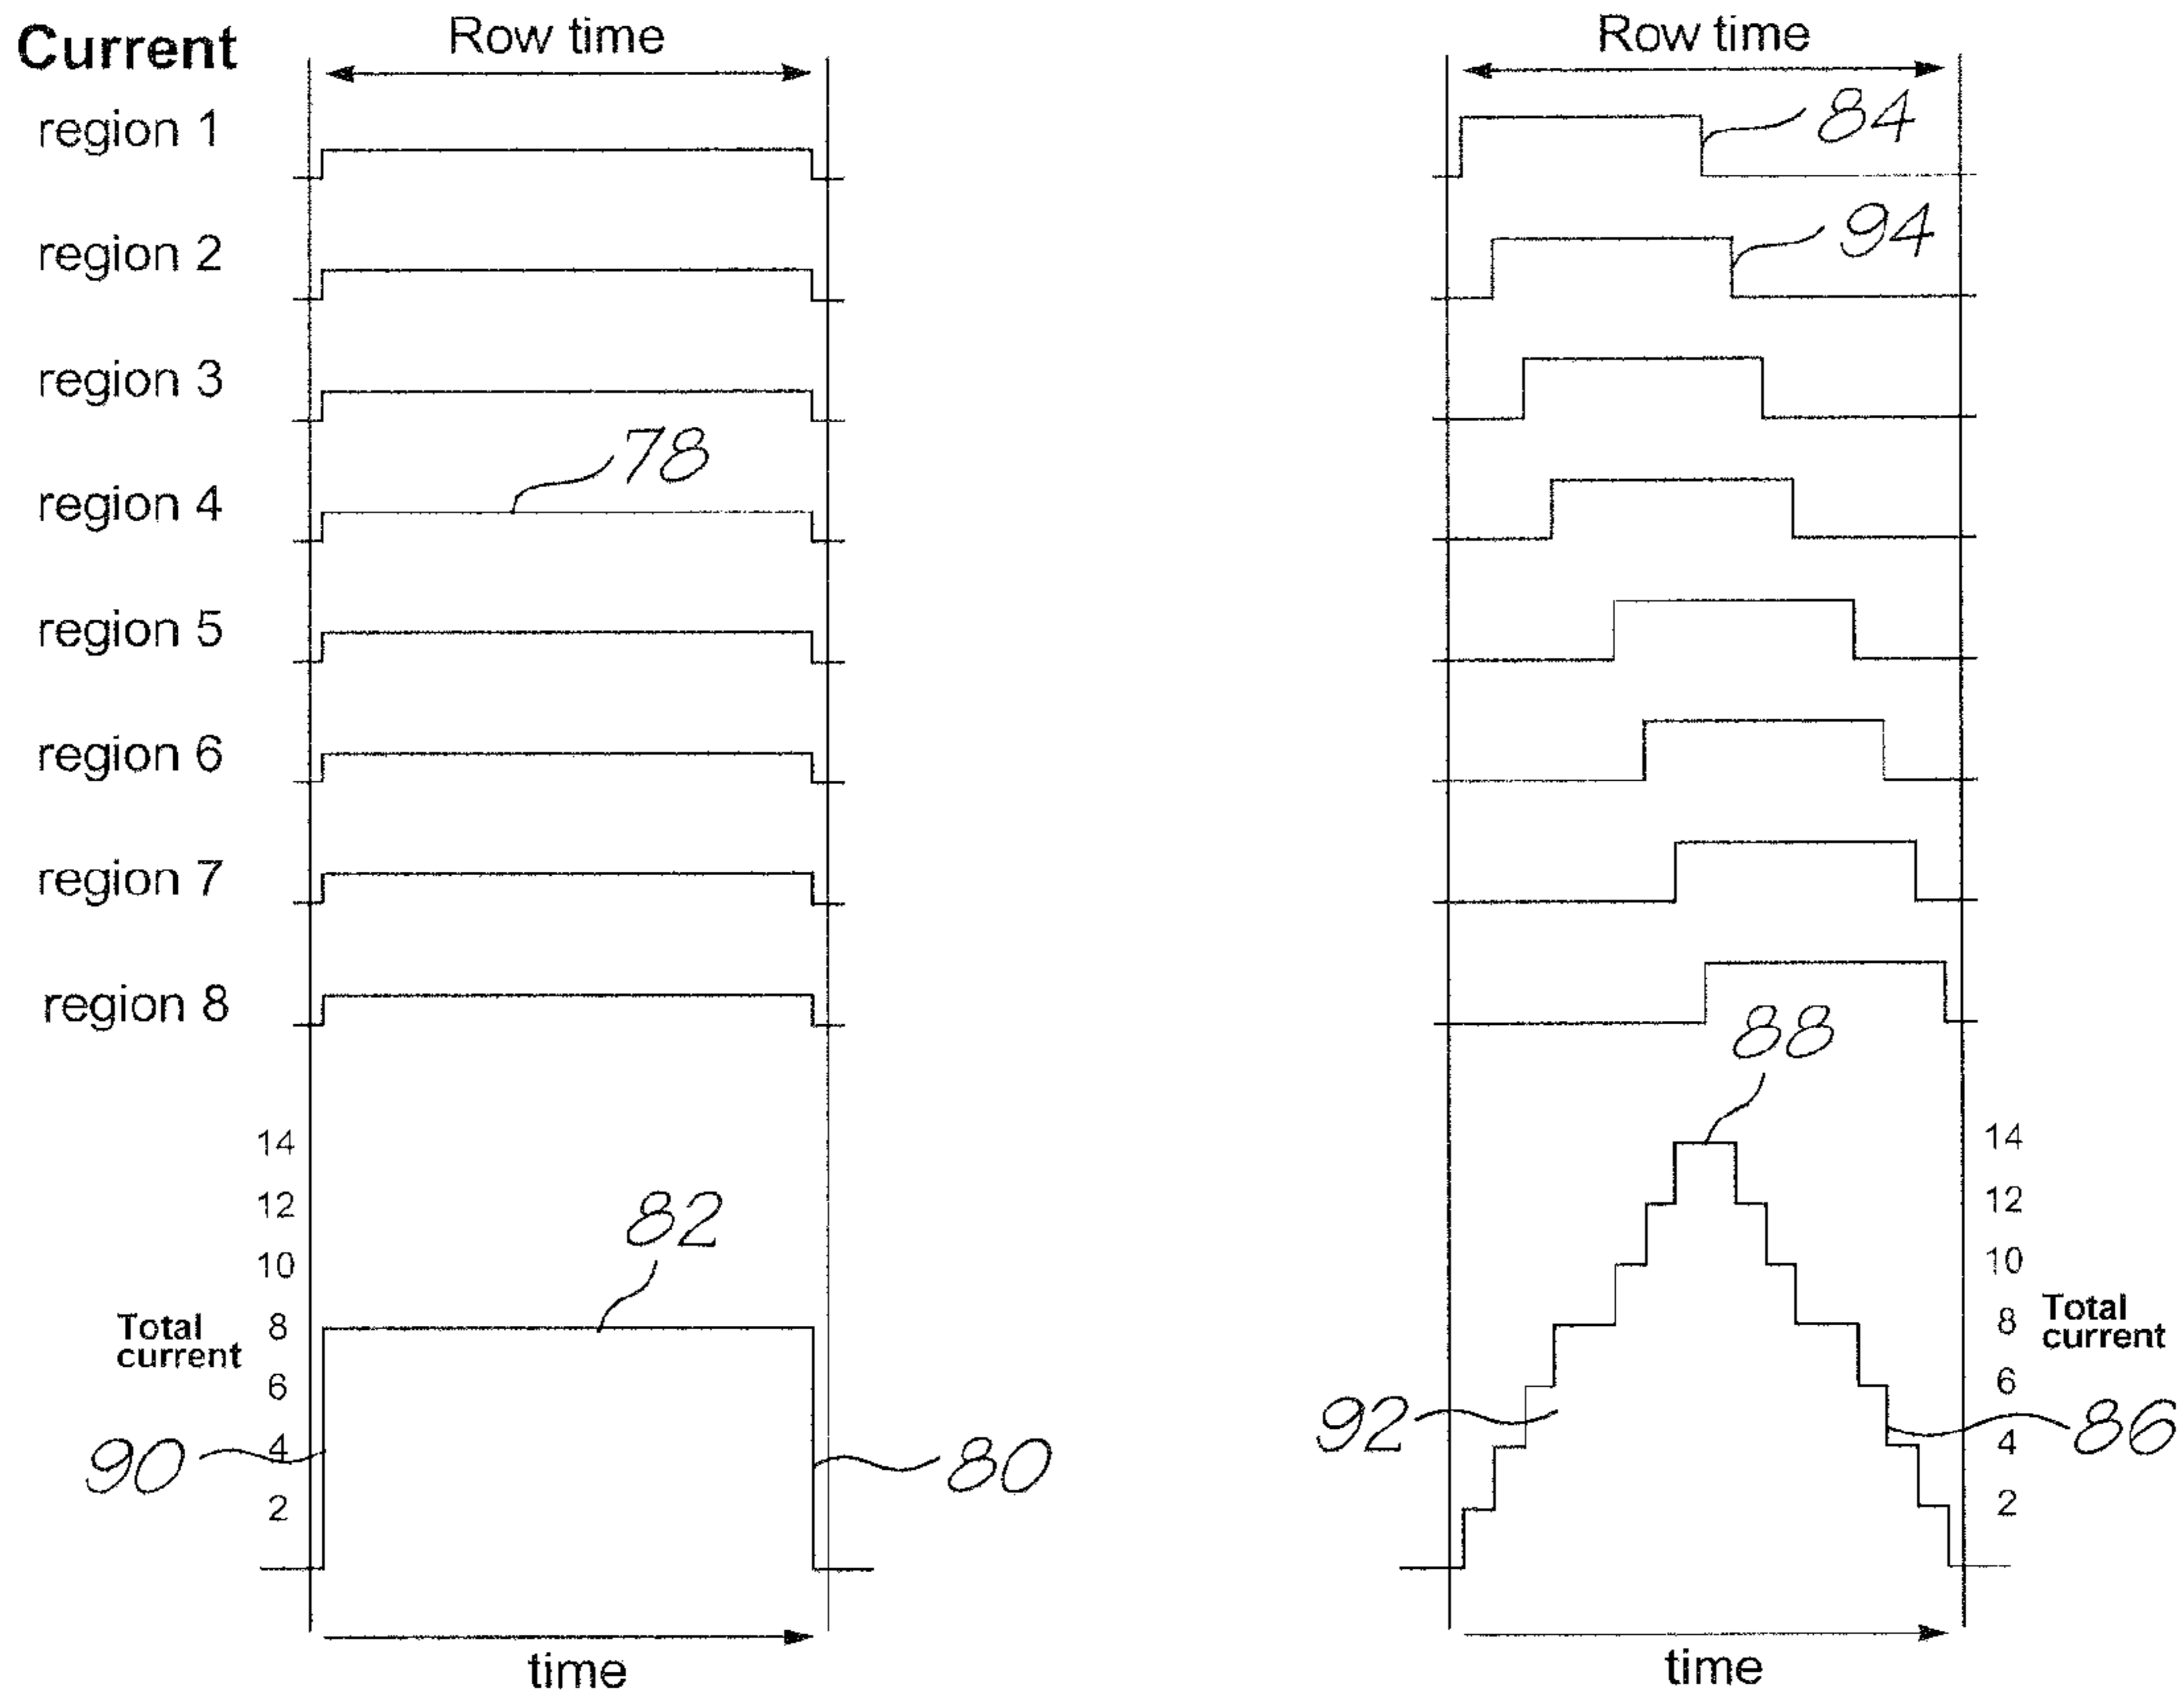 Current
Row time
Row time
region 1
84
region 2
94
region 3
region 4
78
region 5
region 6
region 7
region 8
88
14
12
10
8
6
4
2
Total
current
82
90
80
14
12
10
8
6
4
2
Total
current
92
86
time
time